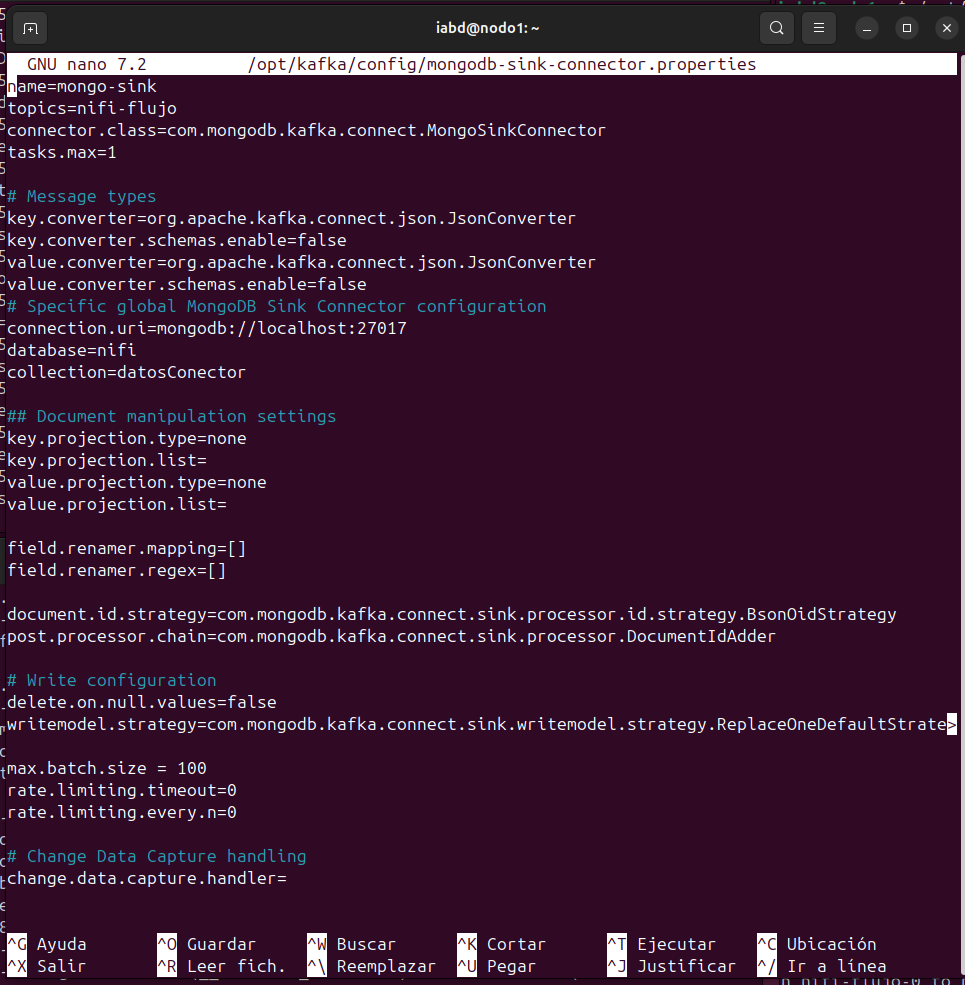 iabd@nodo1: ~
GNU nano 7.2 /opt/kafka/config/mongodb-sink-connector.properties
name=mongo-sink
topics=nifi-flujo
connector.class=com.mongodb.kafka.connect.MongoSinkConnector
tasks.max=1
# Message types
key.converter=org.apache.kafka.connect.json.JsonConverter
key.converter.schemas.enable=false
value.converter=org.apache.kafka.connect.json.JsonConverter
value.converter.schemas.enable=false
# Specific global MongoDB Sink Connector configuration
connection.uri=mongodb://localhost:27017
database=nifi
collection=datosConector
## Document manipulation settings
key.projection.type=none
key.projection.list=
value.projection.type=none
value.projection.list=
field.renamer.mapping=[]
field.renamer.regex=[]
document.id.strategy=com.mongodb.kafka.connect.sink.processor.id.strategy.BsonOidStrategy
post.processor.chain=com.mongodb.kafka.connect.sink.processor.DocumentIdAdder
# Write configuration
delete.on.null.values=false
writemodel.strategy=com.mongodb.kafka.connect.sink.writemodel.strategy.ReplaceOneDefaultStrate>
max.batch.size = 100
rate.limiting.timeout=0
rate.limiting.every.n=0
# Change Data Capture handling
change.data.capture.handler=
^G Ayuda ^O Guardar ^W Buscar ^K Cortar ^T Ejecutar ^C Ubicación
^X Salir ^R Leer fich. ^\ Reemplazar ^U Pegar ^J Justificar ^/ Ir a línea